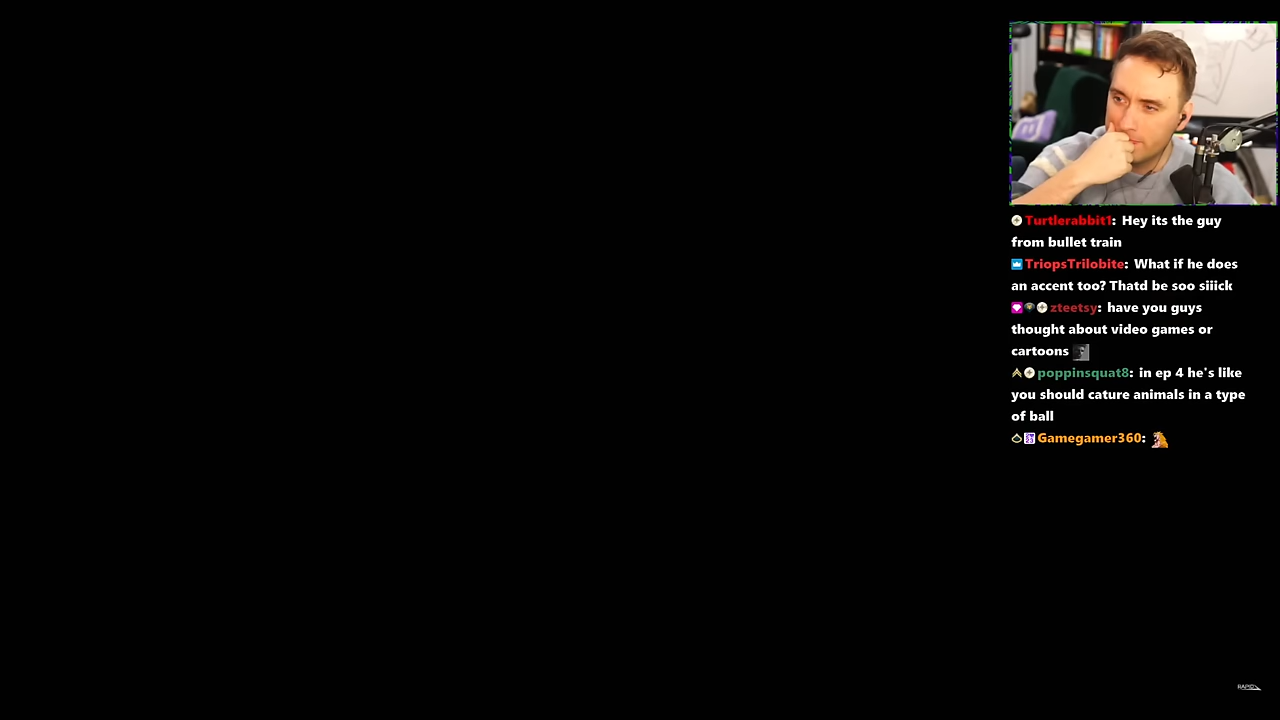 Turtlerabbit1: Hey its the guy
from bullet train
TriopsTrilobite: What if he does
an accent too? Thatd be soo siiick
zteetsy: have you guys
thought about video games or
cartoons
poppinsquat8: in ep 4 he's like
you should cature animals in a type
of ball
Gamegamer360:
RAPID